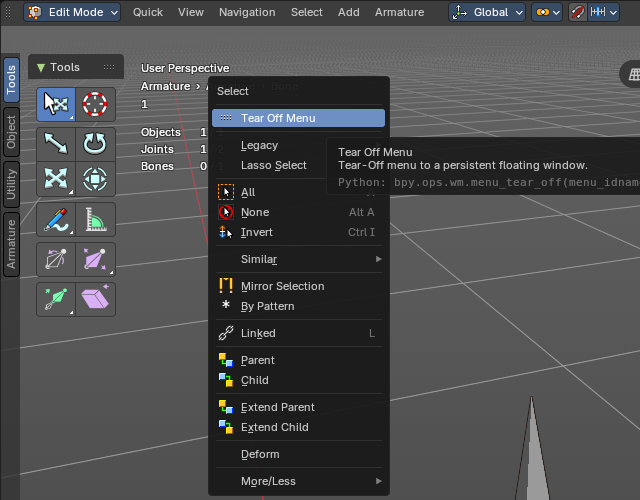 Edit Mode Quick View Navigation Select Add Armature Global
Tools
Object
Utility
Armature
Tools
User Perspective
Armature
1
Objects 1
Joints 1
Bones 0
Select
Tear Off Menu
Legacy
Lasso Select
All
None Alt A
Invert Ctrl I
Similar
Mirror Selection
By Pattern
Linked L
Parent
Child
Extend Parent
Extend Child
Deform
More/Less
Tear Off Menu
Tear-Off menu to a persistent floating window.
Python: bpy.ops.wm.menu_tear_off(menu_idnam